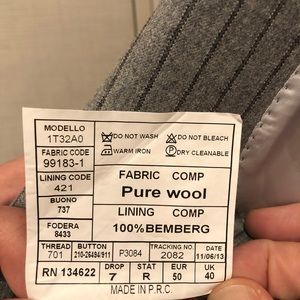 MODELLO
1T32A0
FABRIC CODE
99183-1
LINING CODE
421
BUONO
737
FODERA
8433
DO NOT WASH
DO NOT BLEACH
WARM IRON
P
DRY CLEANABLE
FABRIC COMP
Pure wool
LINING COMP
100%BEMBERG
THREAD
701
BUTTON
210-26494/911
P3084
TRACKING NO.
2082
11/06/13
RN 134622
DROP
7
STAT
R
EUR
50
UK
40
MADE IN P.R.C.